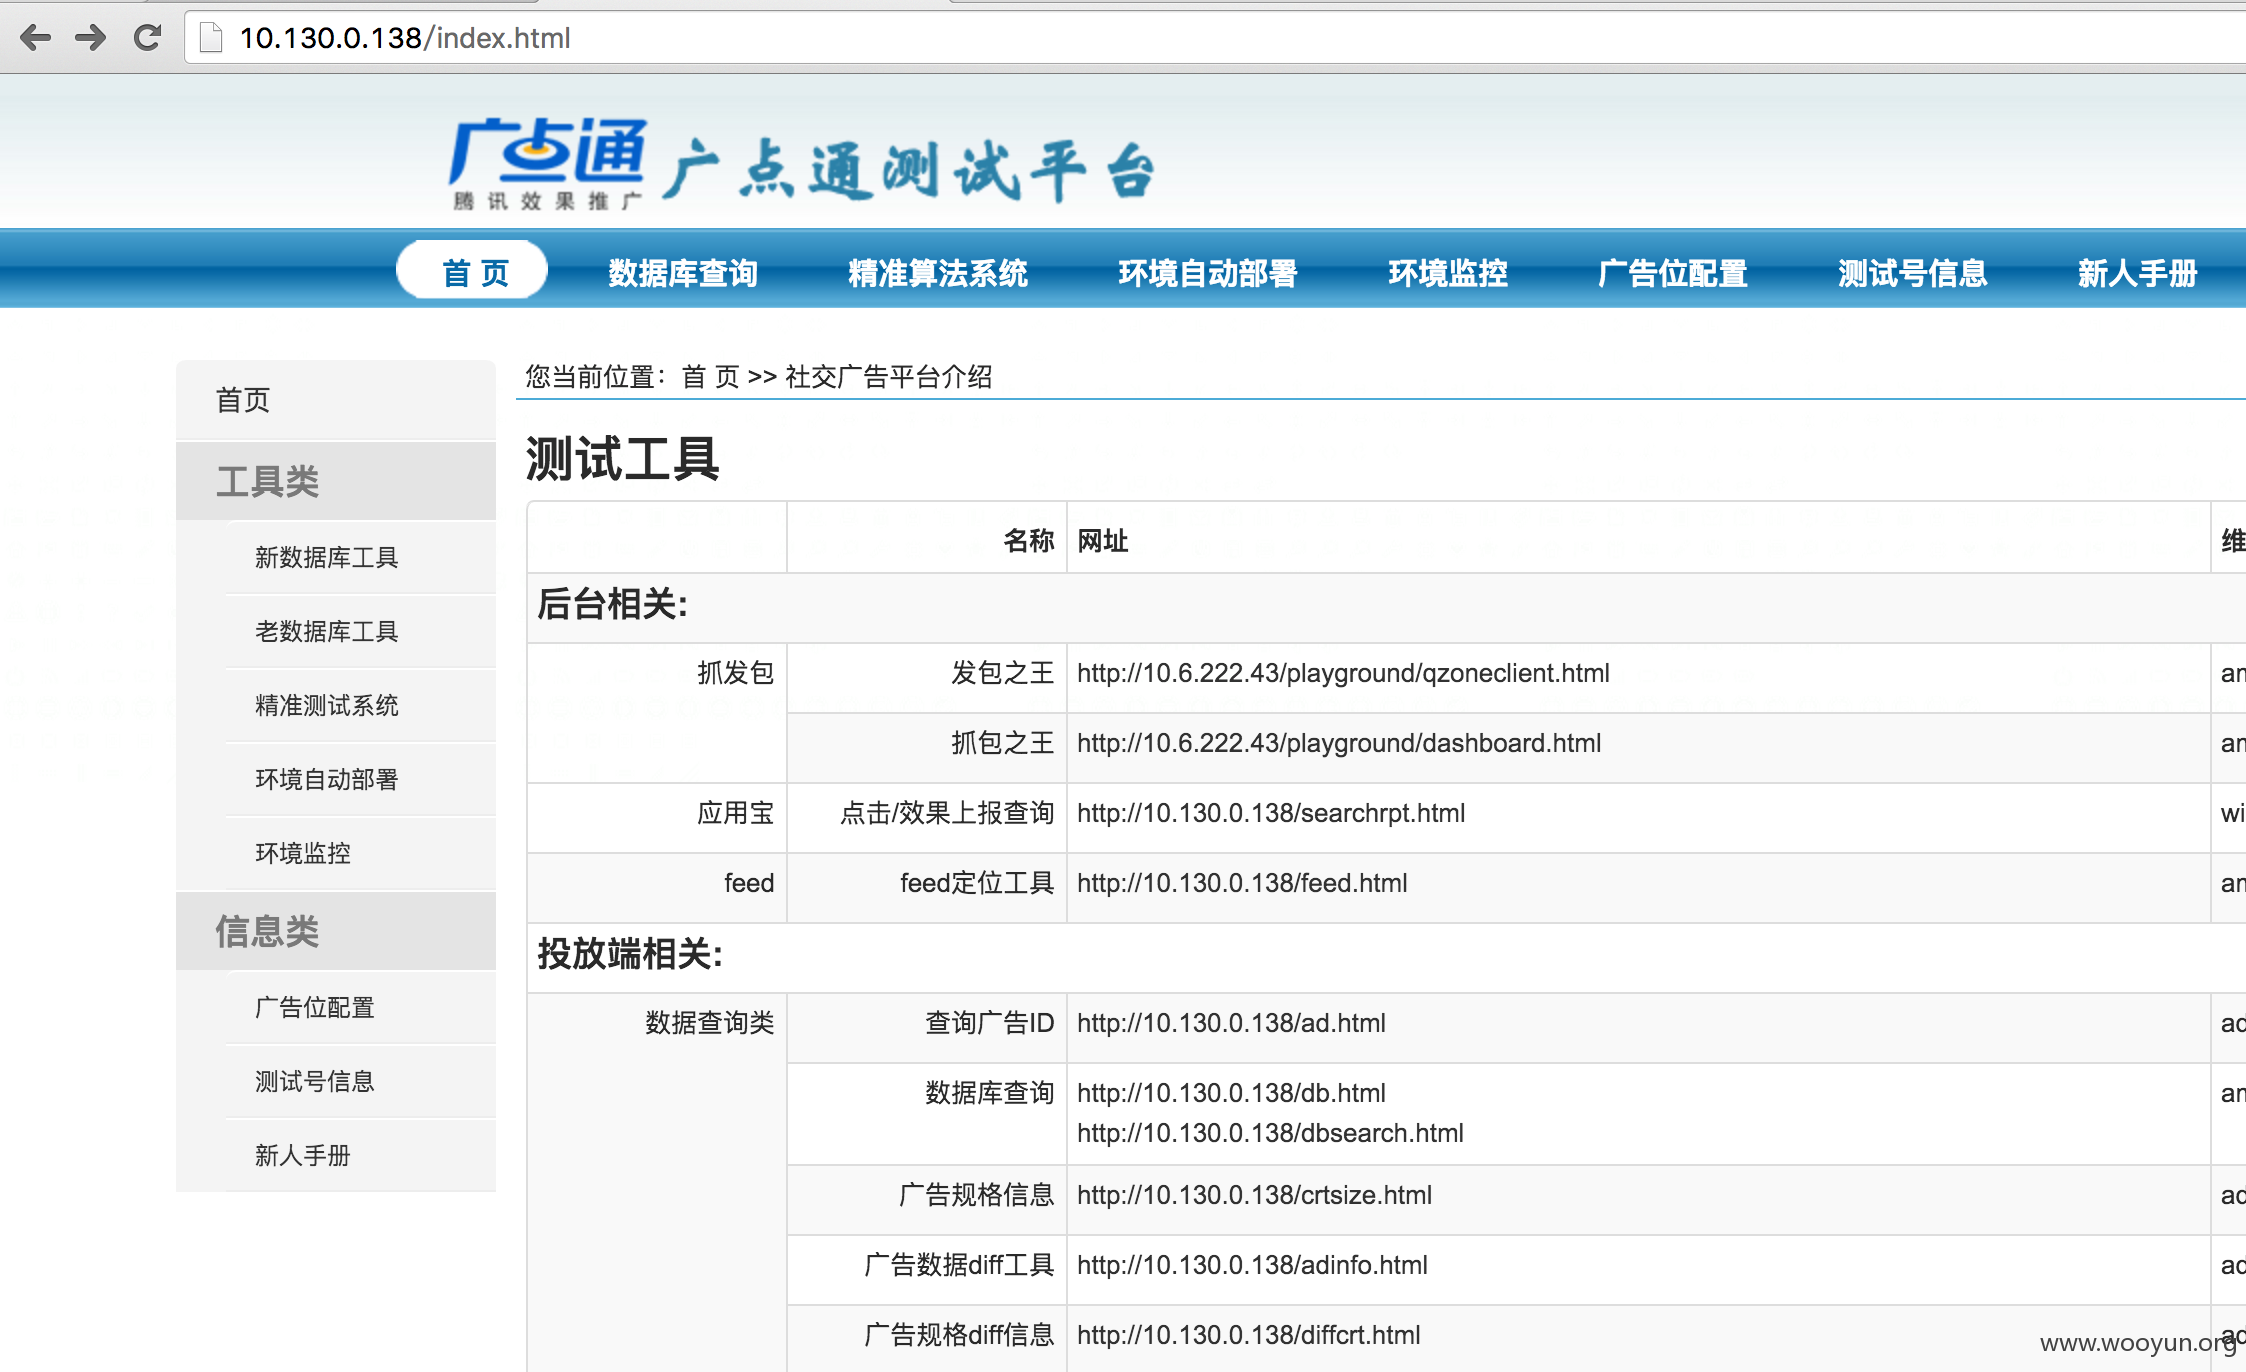 10.130.0.138/index.html
广点通
腾讯效果推广
广点通测试平台
首 页 数据库查询 精准算法系统 环境自动部署 环境监控 广告位配置 测试号信息 新人手册
首页
工具类
新数据库工具
老数据库工具
精准测试系统
环境自动部署
环境监控
信息类
广告位配置
测试号信息
新人手册
您当前位置：首 页 >> 社交广告平台介绍
测试工具
名称 网址 维
后台相关:
抓发包 发包之王 http://10.6.222.43/playground/qzoneclient.html an
抓包之王 http://10.6.222.43/playground/dashboard.html an
应用宝 点击/效果上报查询 http://10.130.0.138/searchrpt.html wi
feed feed定位工具 http://10.130.0.138/feed.html an
投放端相关:
数据查询类 查询广告ID http://10.130.0.138/ad.html ad
数据库查询 http://10.130.0.138/db.html an
http://10.130.0.138/dbsearch.html
广告规格信息 http://10.130.0.138/crtsize.html ad
广告数据diff工具 http://10.130.0.138/adinfo.html ad
广告规格diff信息 http://10.130.0.138/diffcrt.html ad
www.wooyun.org